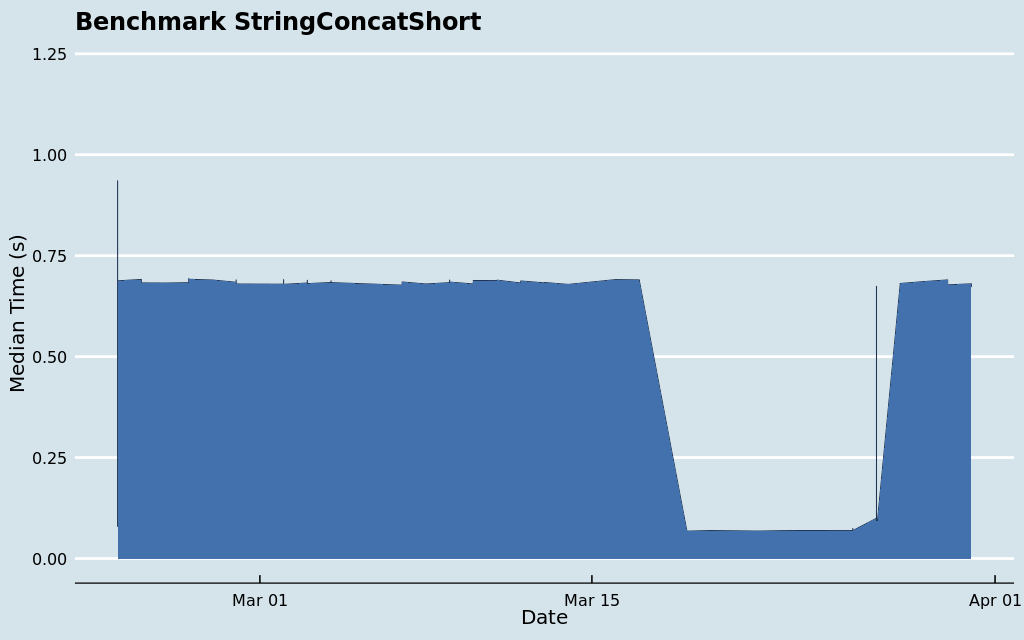 Benchmark StringConcatShort
1.25
1.00
0.75
0.50
0.25
0.00
Median Time (s)
Mar 01
Mar 15
Apr 01
Date